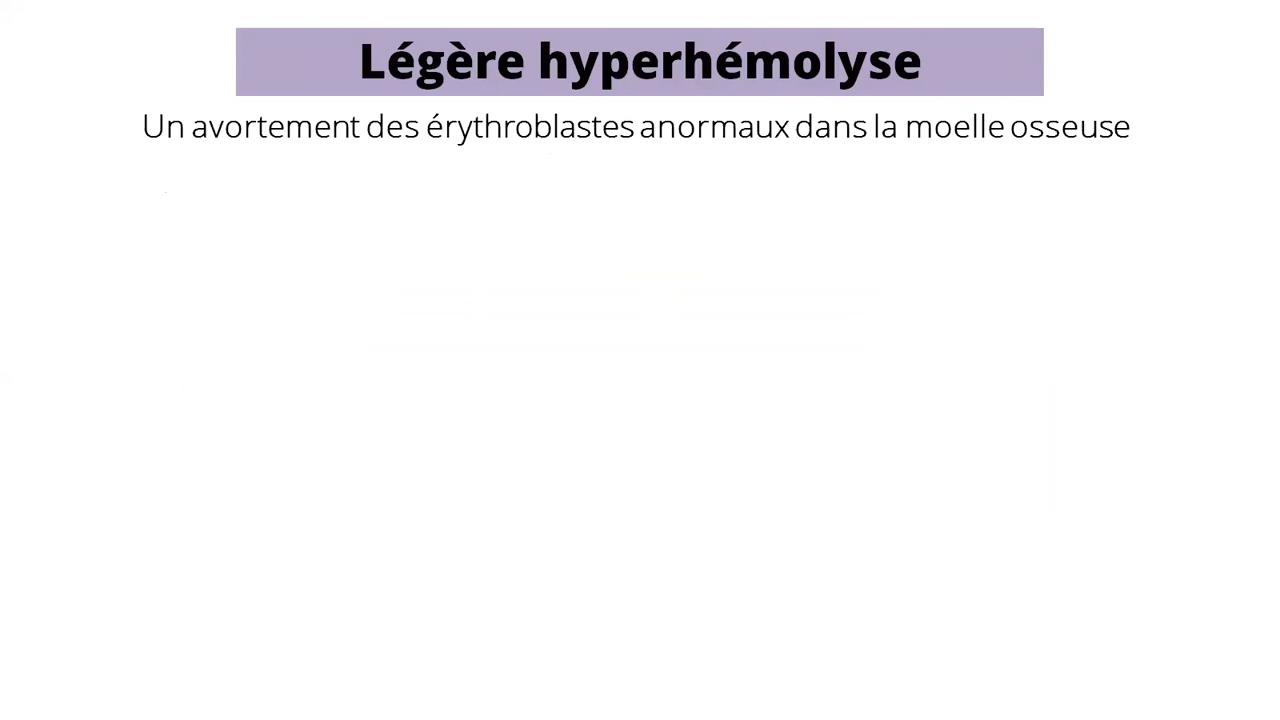 Légère hyperhémolyse
Un avortement des érythroblastes anormaux dans la moelle osseuse